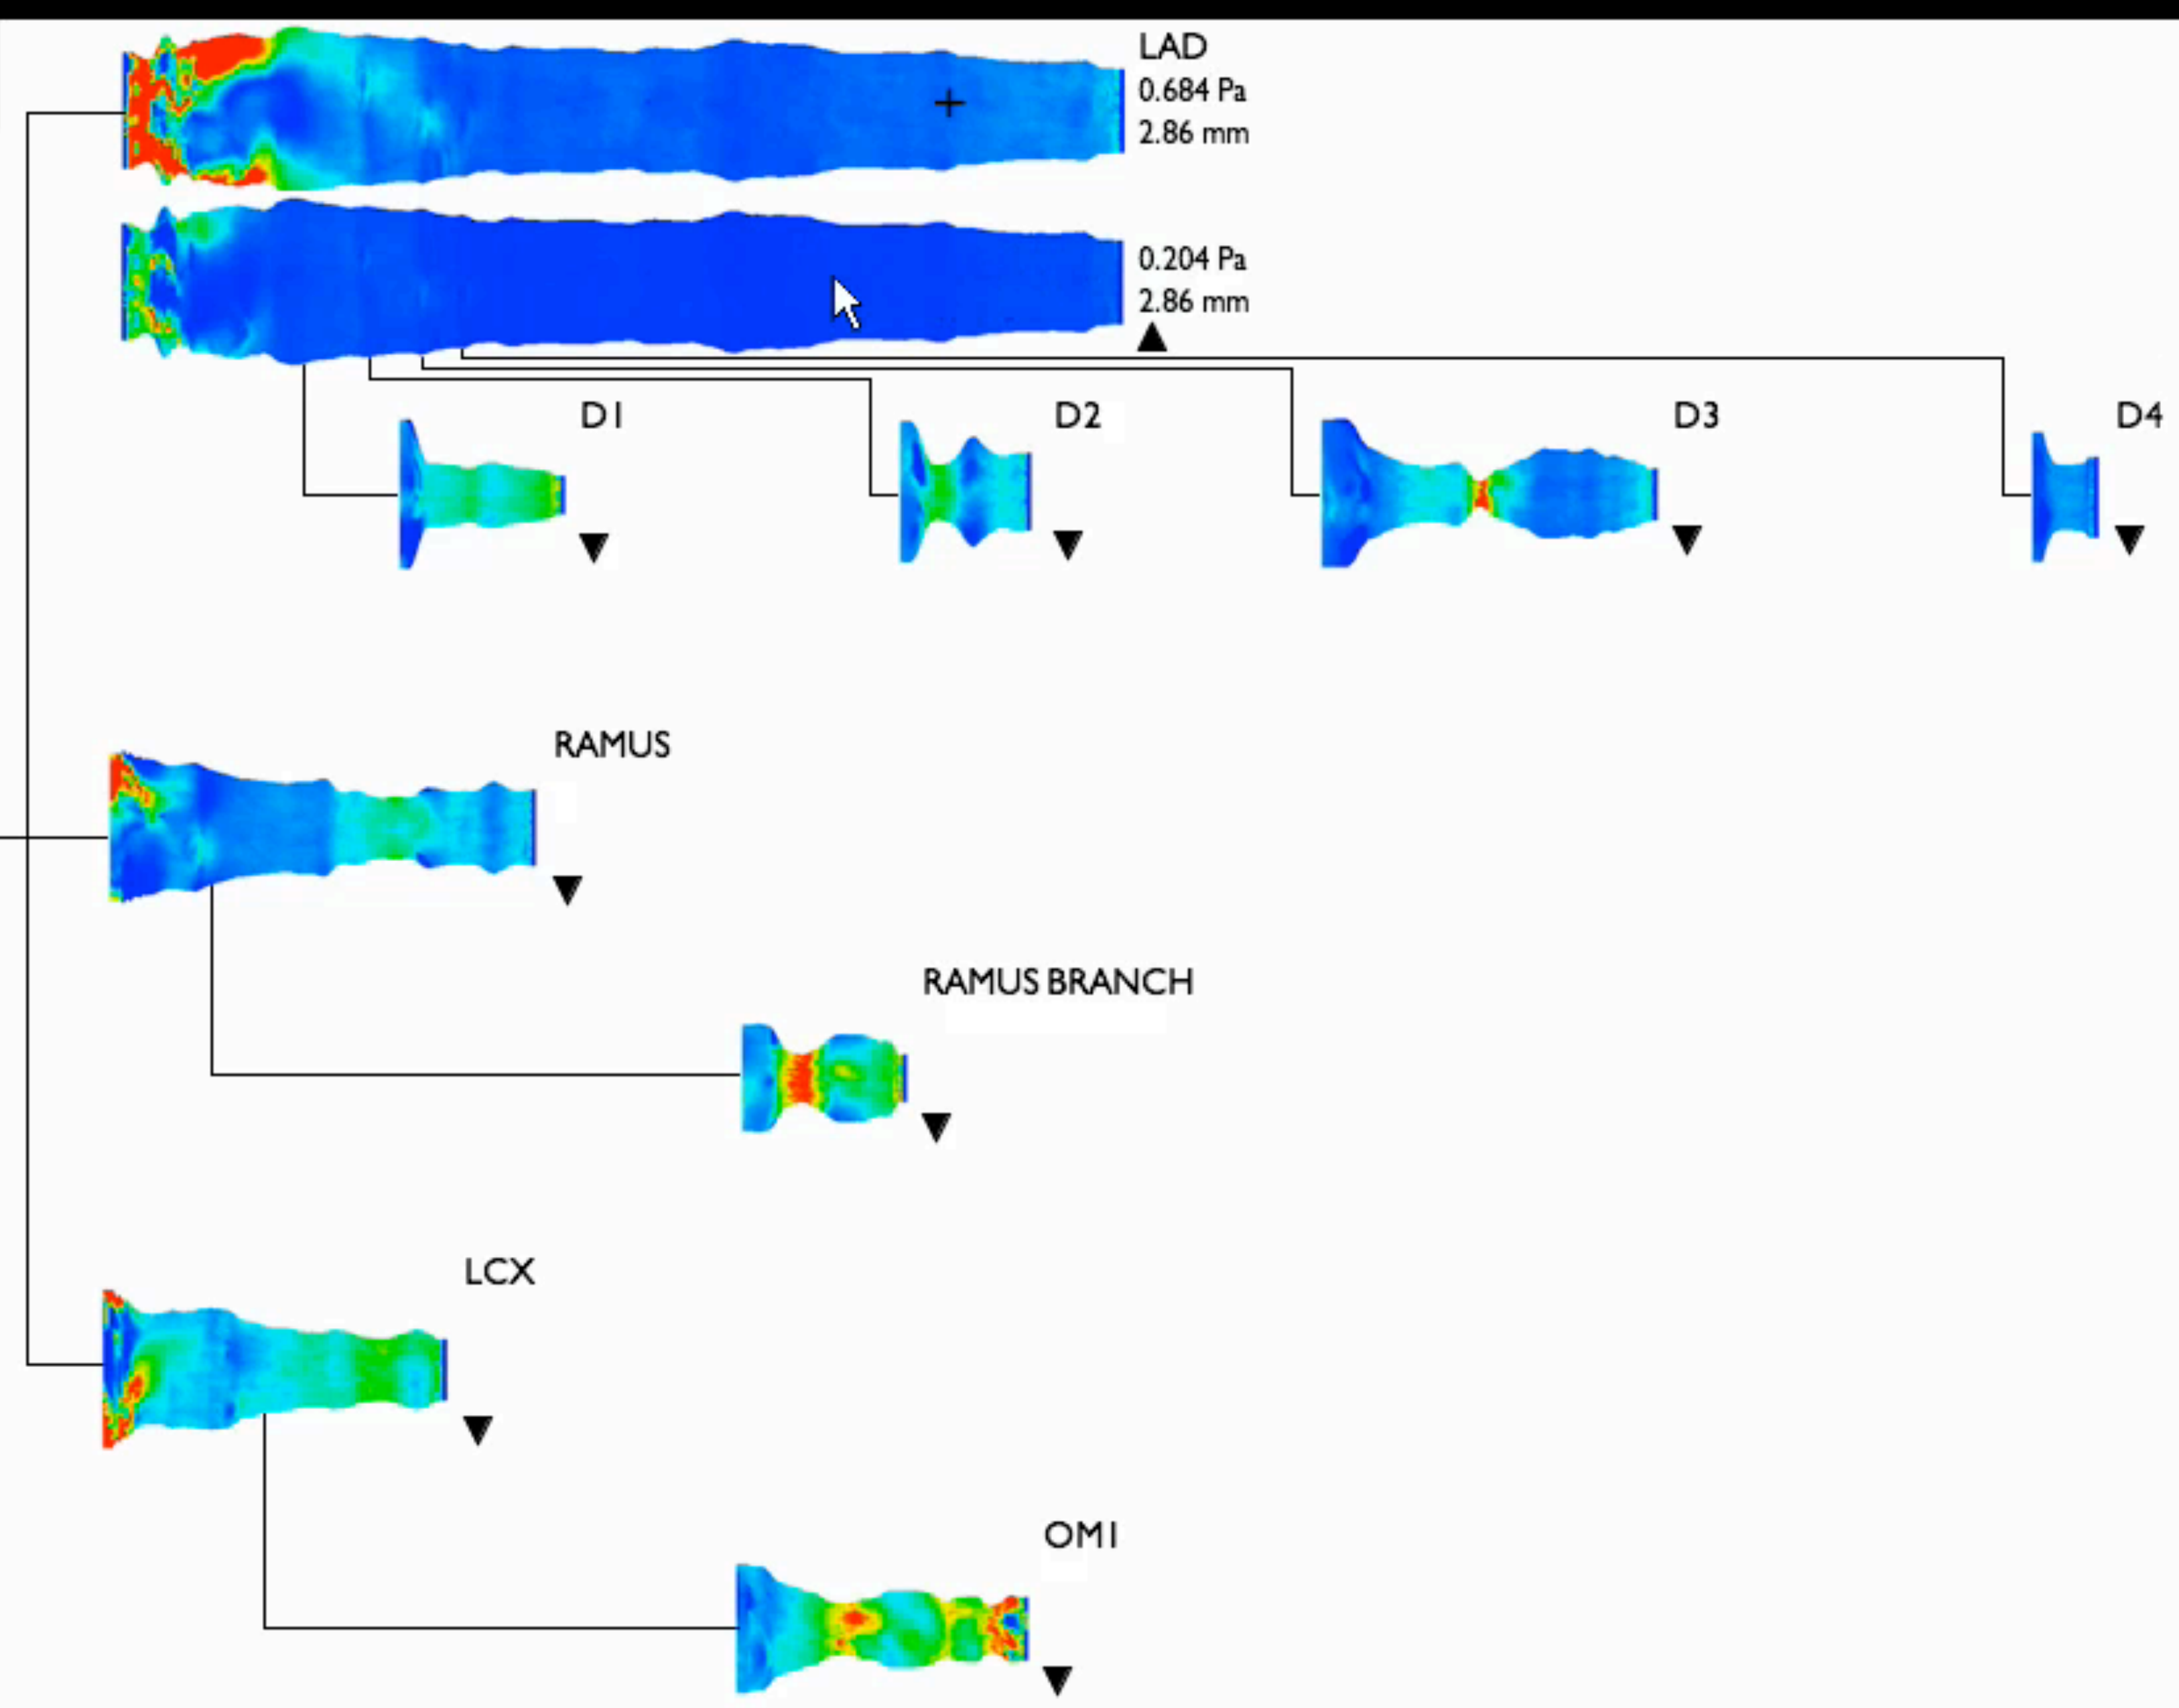 LAD
0.684 Pa
2.86 mm
0.204 Pa
2.86 mm
D1
D2
D3
D4
RAMUS
RAMUS BRANCH
LCX
OM1